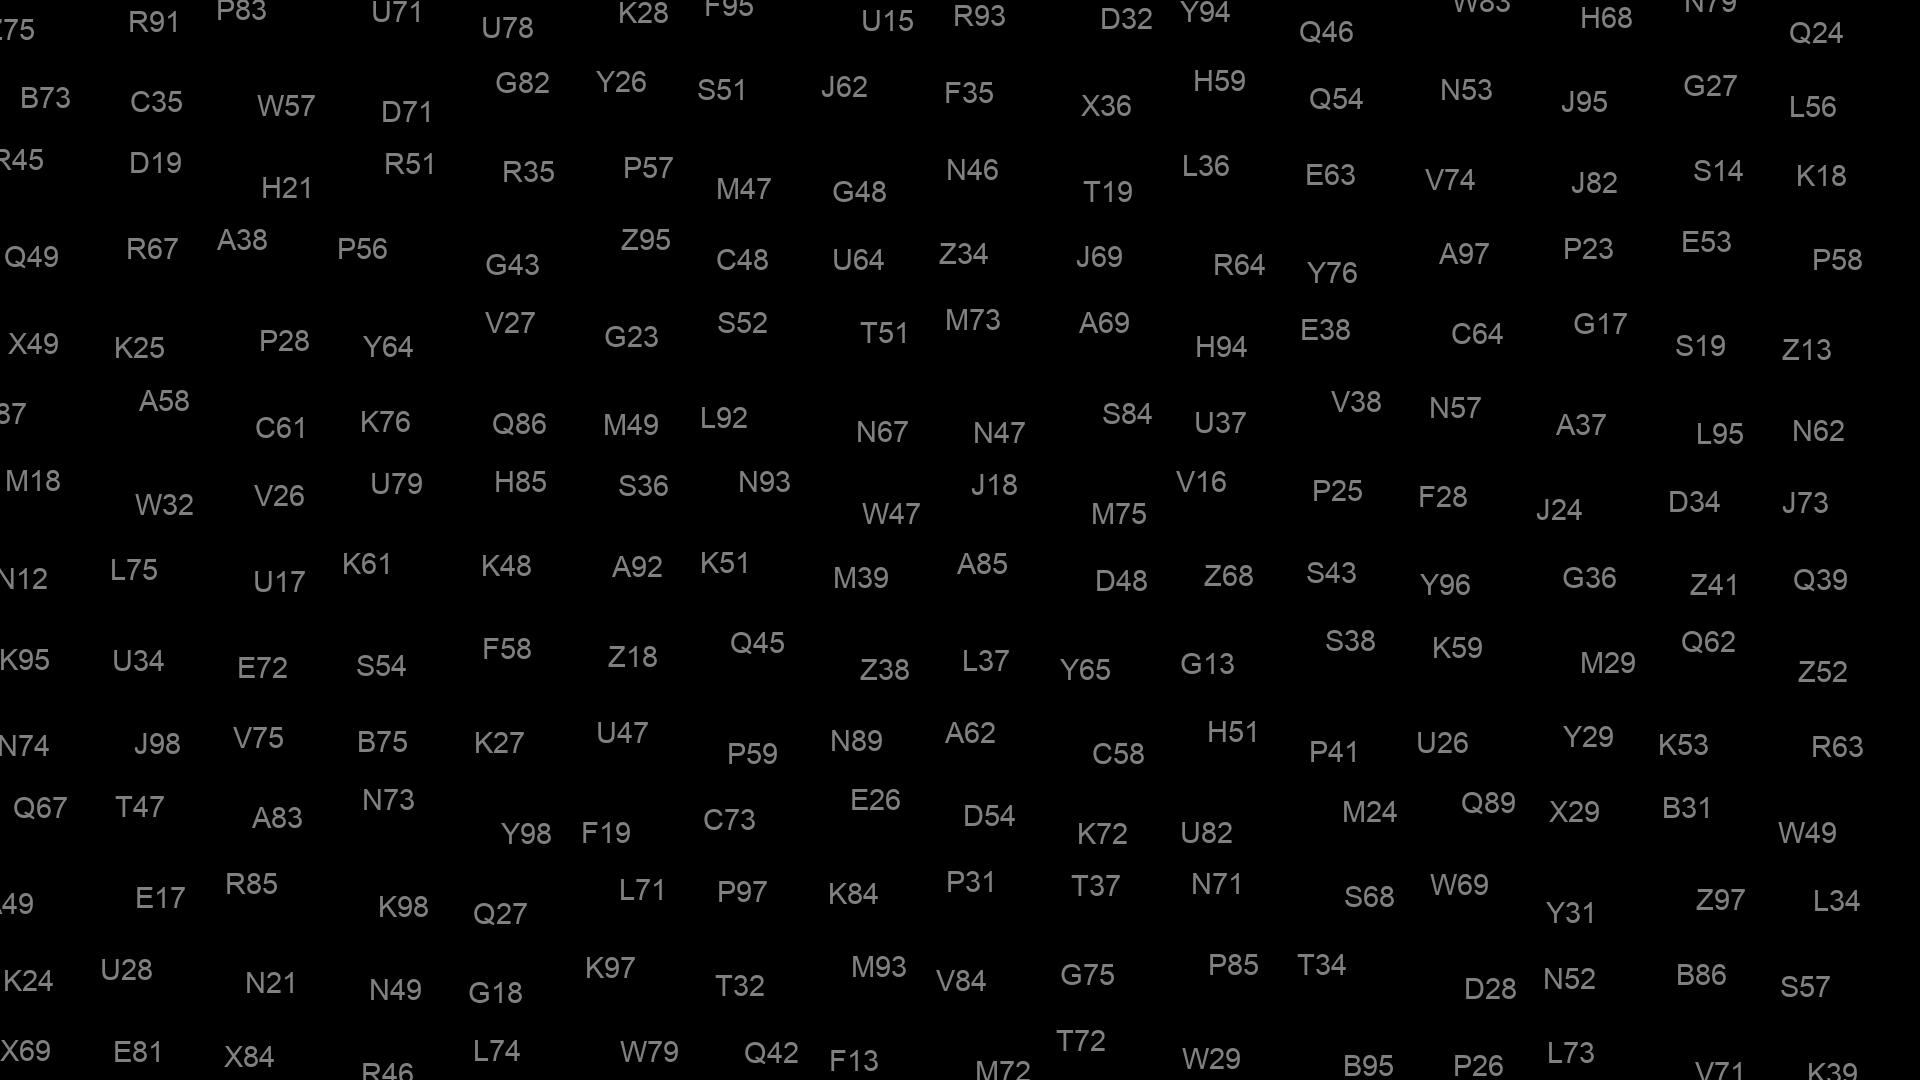 R91 P83 U71 U78 K28 F95 U15 R93 D32 Y94 Q46 W83 H68 N79 Q24
B73 C35 W57 D71 G82 Y26 S51 J62 F35 X36 H59 Q54 N53 J95 G27 L56
R45 D19 H21 R51 R35 P57 M47 G48 N46 T19 L36 E63 V74 J82 S14 K18
Q49 R67 A38 P56 G43 Z95 C48 U64 Z34 J69 R64 Y76 A97 P23 E53 P58
X49 K25 P28 Y64 V27 G23 S52 T51 M73 A69 H94 E38 C64 G17 S19 Z13
A58 C61 K76 Q86 M49 L92 N67 N47 S84 U37 V38 N57 A37 L95 N62
M18 W32 V26 U79 H85 S36 N93 W47 J18 M75 V16 P25 F28 J24 D34 J73
N12 L75 U17 K61 K48 A92 K51 M39 A85 D48 Z68 S43 Y96 G36 Z41 Q39
K95 U34 E72 S54 F58 Z18 Q45 Z38 L37 Y65 G13 S38 K59 M29 Q62 Z52
N74 J98 V75 B75 K27 U47 P59 N89 A62 C58 H51 P41 U26 Y29 K53 R63
Q67 T47 A83 N73 Y98 F19 C73 E26 D54 K72 U82 M24 Q89 X29 B31 W49
E17 R85 K98 Q27 L71 P97 K84 P31 T37 N71 S68 W69 Y31 Z97 L34
K24 U28 N21 N49 G18 K97 T32 M93 V84 G75 P85 T34 D28 N52 B86 S57
X69 E81 X84 R46 L74 W79 Q42 F13 M72 T72 W29 B95 P26 L73 V71 K39